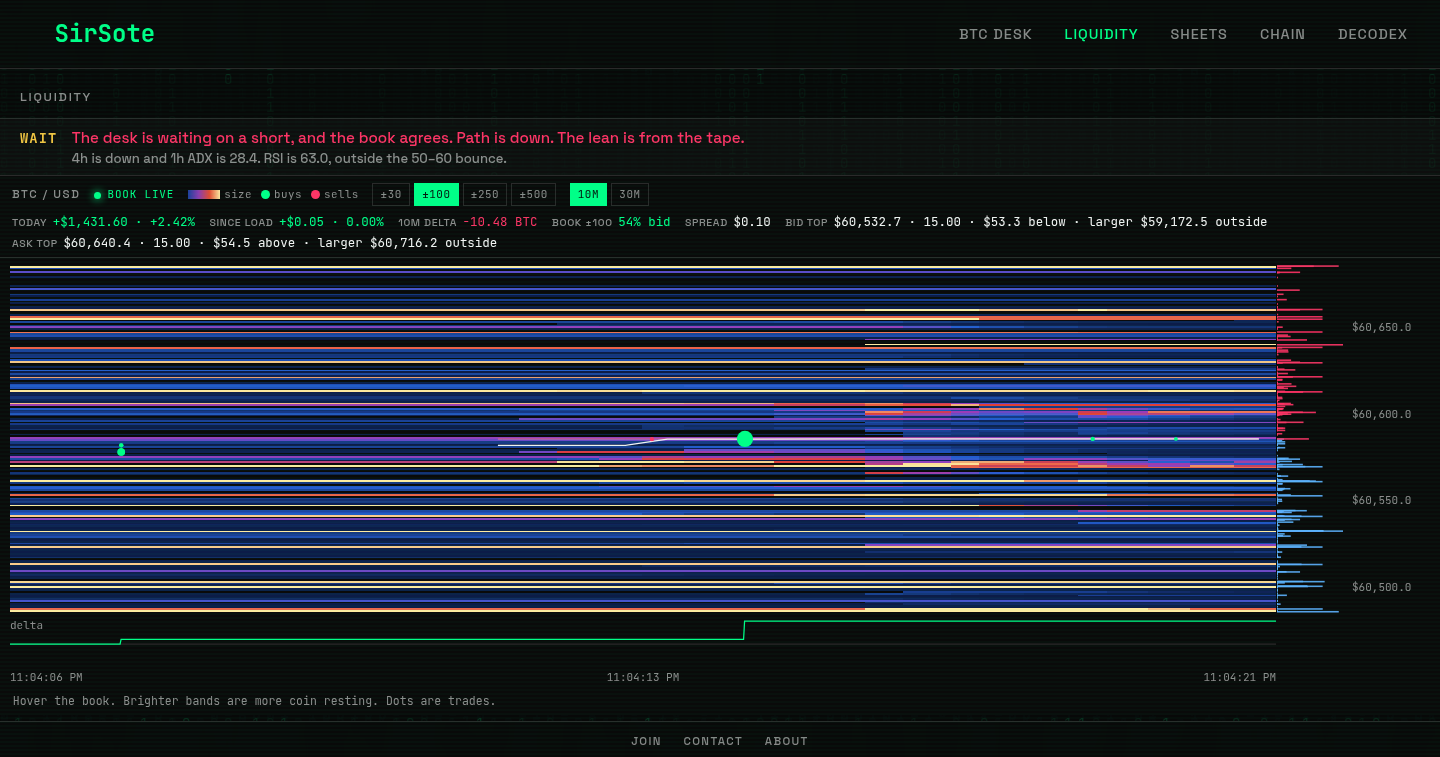 SirSote
BTC DESK LIQUIDITY SHEETS CHAIN DECODEX
LIQUIDITY
WAIT The desk is waiting on a short, and the book agrees. Path is down. The lean is from the tape.
4h is down and 1h ADX is 28.4. RSI is 63.0, outside the 50–60 bounce.
BTC / USD BOOK LIVE size buys sells ±30 ±100 ±250 ±500 10M 30M
TODAY +$1,431.60 · +2.42% SINCE LOAD +$0.05 · 0.00% 10M DELTA -10.48 BTC BOOK ±100 54% bid SPREAD $0.10 BID TOP $60,532.7 · 15.00 · $53.3 below · larger $59,172.5 outside
ASK TOP $60,640.4 · 15.00 · $54.5 above · larger $60,716.2 outside
$60,650.0
$60,600.0
$60,550.0
$60,500.0
delta
11:04:06 PM 11:04:13 PM 11:04:21 PM
Hover the book. Brighter bands are more coin resting. Dots are trades.
JOIN CONTACT ABOUT